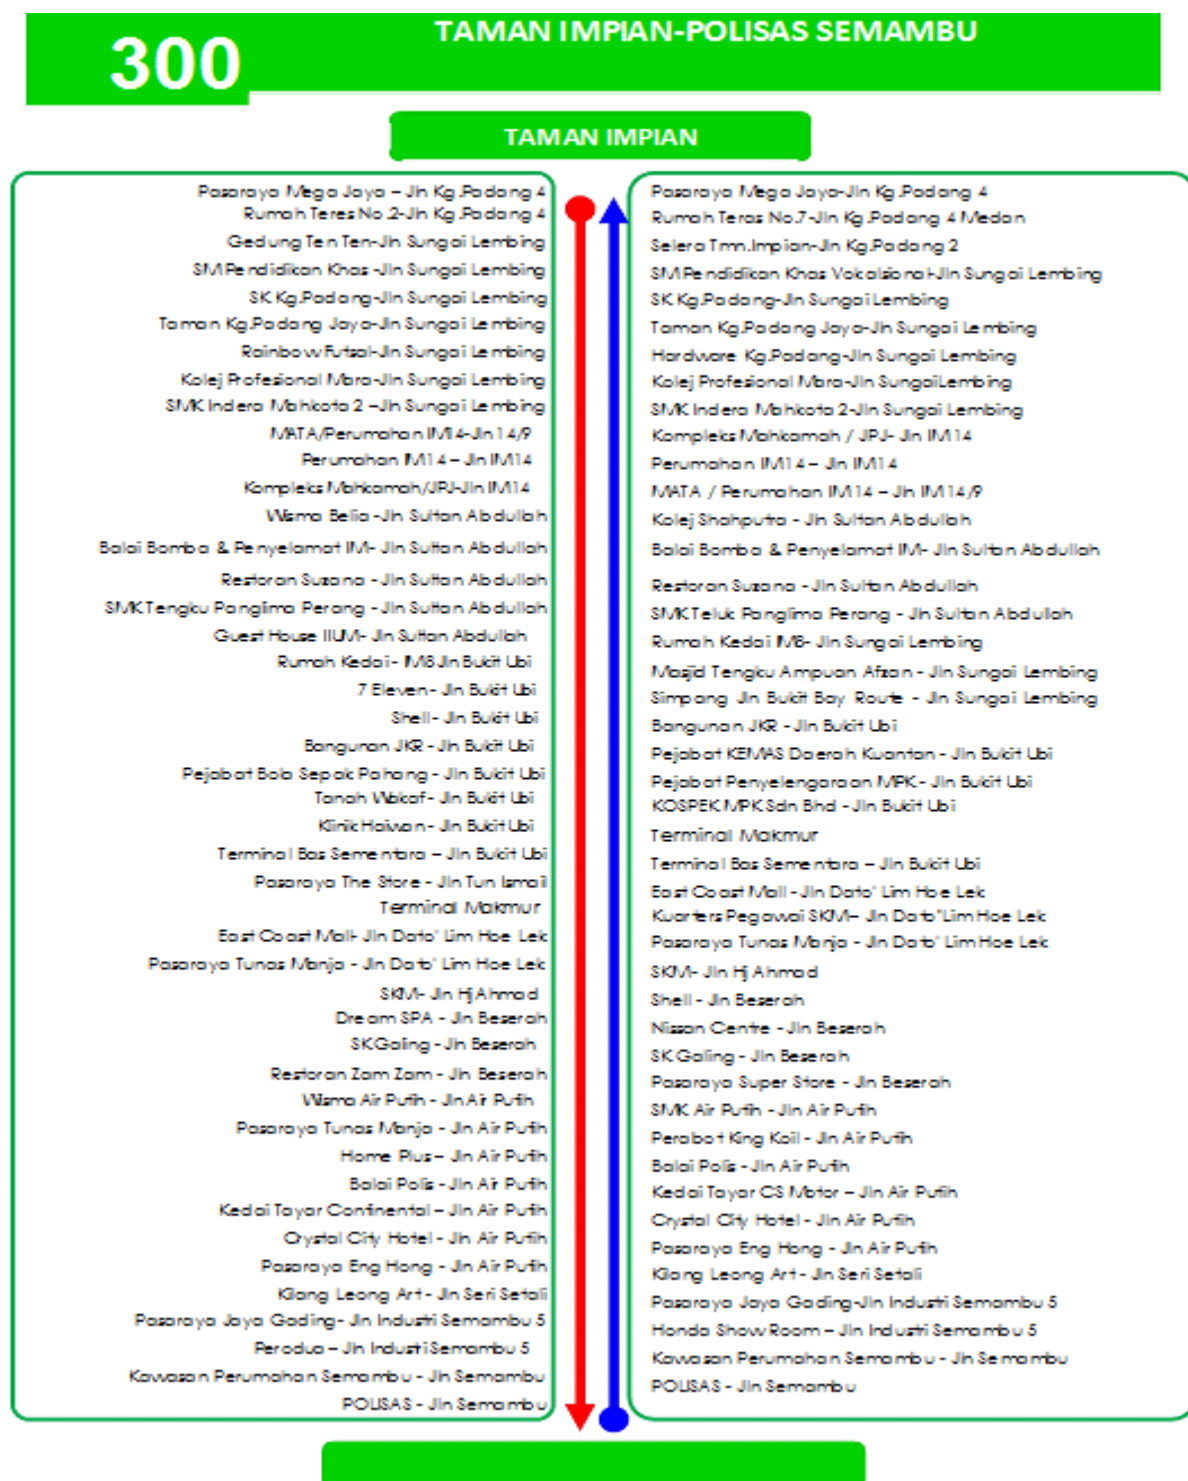 300
TAMAN IMPIAN-POLISAS SEMAMBU
TAMAN IMPIAN
Pasaraya Mega Jaya – Jln Kg.Padang 4
Rumah Teres No.2-Jln Kg.Padang 4
Gedung Ten Ten-Jln Sungai Lembing
SM Pendidikan Khas -Jln Sungai Lembing
SK Kg.Padang-Jln Sungai Lembing
Taman Kg.Padang Jaya-Jln Sungai Lembing
Rainbow Futsal-Jln Sungai Lembing
Kolej Profesional Mara-Jln Sungai Lembing
SMK Indera Mahkota 2 –Jln Sungai Lembing
MATA/Perumahan IM14-Jln 14/9
Perumahan IM14 – Jln IM14
Kompleks Mahkamah/JPJ-Jln IM14
Wisma Belia -Jln Sultan Abdullah
Balai Bomba & Penyelamat IM- Jln Sultan Abdullah
Restoran Suzana - Jln Sultan Abdullah
SMK Tengku Panglima Perang - Jln Sultan Abdullah
Guest House IIUM- Jln Sultan Abdullah
Rumah Kedai - IM8 Jln Bukit Ubi
7 Eleven - Jln Bukit Ubi
Shell - Jln Bukit Ubi
Bangunan JKR - Jln Bukit Ubi
Pejabat Bola Sepak Pahang - Jln Bukit Ubi
Tanah Wakaf - Jln Bukit Ubi
Klinik Haiwan - Jln Bukit Ubi
Terminal Bas Sementara – Jln Bukit Ubi
Pasaraya The Store - Jln Tun Ismail
Terminal Makmur
East Coast Mall- Jln Dato' Lim Hoe Lek
Pasaraya Tunas Manja - Jln Dato' Lim Hoe Lek
SKM- Jln Hj Ahmad
Dream SPA - Jln Beserah
SK Galing - Jln Beserah
Restoran Zam Zam - Jln Beserah
Wisma Air Putih - Jln Air Putih
Pasaraya Tunas Manja - Jln Air Putih
Home Plus – Jln Air Putih
Balai Polis - Jln Air Putih
Kedai Tayar Continental – Jln Air Putih
Crystal City Hotel - Jln Air Putih
Pasaraya Eng Hong - Jln Air Putih
Kilang Leong Art - Jln Seri Setali
Pasaraya Jaya Gading- Jln Industri Semambu 5
Perodua – Jln Industi Semambu 5
Kawasan Perumahan Semambu - Jln Semambu
POLISAS - Jln Semambu
Pasaraya Mega Jaya-Jln Kg.Padang 4
Rumah Teras No.7-Jln Kg.Padang 4 Medan
Selera Tmn.Impian-Jln Kg.Padang 2
SM Pendidikan Khas Vokalsional-Jln Sungai Lembing
SK Kg.Padang-Jln Sungai Lembing
Taman Kg.Padang Jaya-Jln Sungai Lembing
Hardware Kg.Padang-Jln Sungai Lembing
Kolej Profesional Mara-Jln SungaiLembing
SMK Indera Mahkota 2-Jln Sungai Lembing
Kompleks Mahkamah / JPJ- Jln IM14
Perumahan IM14 – Jln IM14
MATA / Perumahan IM14 – Jln IM14/9
Kolej Shahputra - Jln Sultan Abdullah
Balai Bomba & Penyelamat IM- Jln Sultan Abdullah
Restoran Suzana - Jln Sultan Abdullah
SMK Teluk Panglima Perang - Jln Sultan Abdullah
Rumah Kedai IM8- Jln Sungai Lembing
Masjid Tengku Ampuan Afzan - Jln Sungai Lembing
Simpang Jln Bukit Bay Route - Jln Sungai Lembing
Bangunan JKR - Jln Bukit Ubi
Pejabat KEMAS Daerah Kuantan - Jln Bukit Ubi
Pejabat Penyelengaraan MPK - Jln Bukit Ubi
KOSPEK MPK Sdn Bhd - Jln Bukit Ubi
Terminal Makmur
Terminal Bas Sementara – Jln Bukit Ubi
East Coast Mall - Jln Dato' Lim Hoe Lek
Kuarters Pegawai SKM– Jln Dato'Lim Hoe Lek
Pasaraya Tunas Manja - Jln Dato' Lim Hoe Lek
SKM- Jln Hj Ahmad
Shell - Jln Beserah
Nissan Centre - Jln Beserah
SK Galing - Jln Beserah
Pasaraya Super Store - Jln Beserah
SMK Air Putih - Jln Air Putih
Perabot King Koil - Jln Air Putih
Balai Polis - Jln Air Putih
Kedai Tayar CS Motor – Jln Air Putih
Crystal City Hotel - Jln Air Putih
Pasaraya Eng Hong - Jln Air Putih
Kilang Leong Art - Jln Seri Setali
Pasaraya Jaya Gading-Jln Industri Semambu 5
Honda Show Room – Jln Industri Semambu 5
Kawasan Perumahan Semambu - Jln Semambu
POLISAS - Jln Semambu